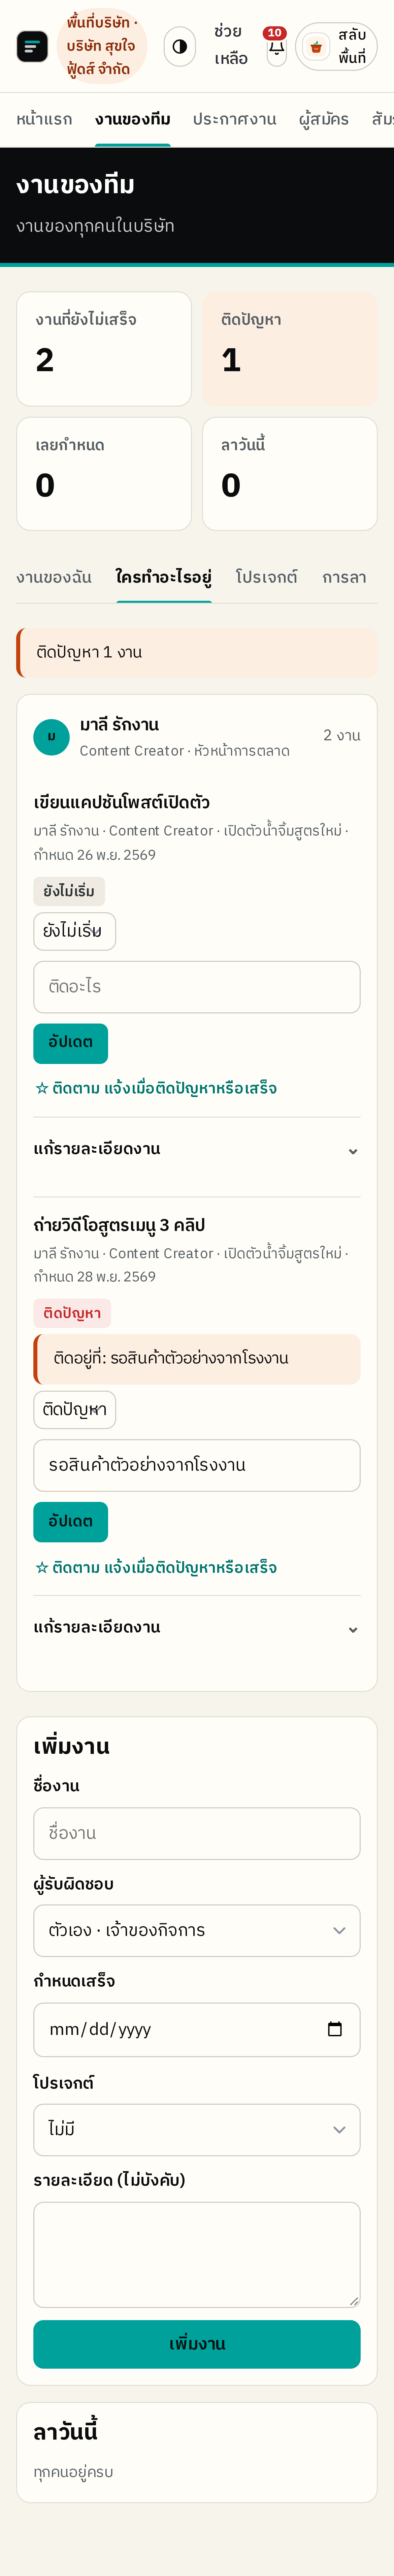 พื้นที่บริษัท ·
บริษัท สุขใจ
ฟู้ดส์ จำกัด
ช่วย
เหลือ
10
สลับ
พื้นที่
หน้าแรก
งานของทีม
ประกาศงาน
ผู้สมัคร
งานของทีม
งานของทุกคนในบริษัท
งานที่ยังไม่เสร็จ
2
ติดปัญหา
1
เลยกำหนด
0
ลาวันนี้
0
งานของฉัน
ใครทำอะไรอยู่
โปรเจกต์
การลา
ติดปัญหา 1 งาน
ม
มาลี รักงาน
Content Creator · หัวหน้าการตลาด
2 งาน
เขียนแคปชันโพสต์เปิดตัว
มาลี รักงาน · Content Creator · เปิดตัวน้ำจิ้มสูตรใหม่ ·
กำหนด 26 พ.ย. 2569
ยังไม่เริ่ม
ยังไม่เริ่ม
ติดอะไร
อัปเดต
☆ ติดตาม แจ้งเมื่อติดปัญหาหรือเสร็จ
แก้รายละเอียดงาน
ถ่ายวิดีโอสูตรเมนู 3 คลิป
มาลี รักงาน · Content Creator · เปิดตัวน้ำจิ้มสูตรใหม่ ·
กำหนด 28 พ.ย. 2569
ติดปัญหา
ติดอยู่ที่: รอสินค้าตัวอย่างจากโรงงาน
ติดปัญหา
รอสินค้าตัวอย่างจากโรงงาน
อัปเดต
☆ ติดตาม แจ้งเมื่อติดปัญหาหรือเสร็จ
แก้รายละเอียดงาน
เพิ่มงาน
ชื่องาน
ชื่องาน
ผู้รับผิดชอบ
ตัวเอง · เจ้าของกิจการ
กำหนดเสร็จ
mm/dd/yyyy
โปรเจกต์
ไม่มี
รายละเอียด (ไม่บังคับ)
เพิ่มงาน
ลาวันนี้
ทุกคนอยู่ครบ